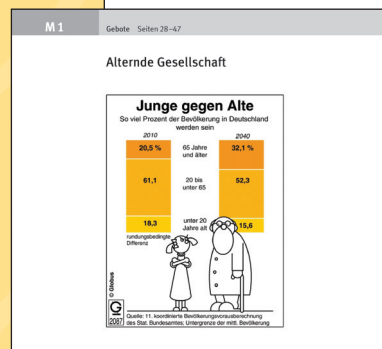 M 1
Gebote Seiten 28–47
Alternde Gesellschaft
Junge gegen Alte
So viel Prozent der Bevölkerung in Deutschland
werden sein
2010
2040
20,5 %
65 Jahre
und älter
32,1 %
61,1
20 bis
unter 65
52,3
18,3
unter 20
Jahre alt
15,6
rundungsbedingte
Differenz
© Globus
G
2087
Quelle: 11. koordinierte Bevölkerungsvorausberechnung
des Stat. Bundesamtes; Untergrenze der mittl. Bevölkerung